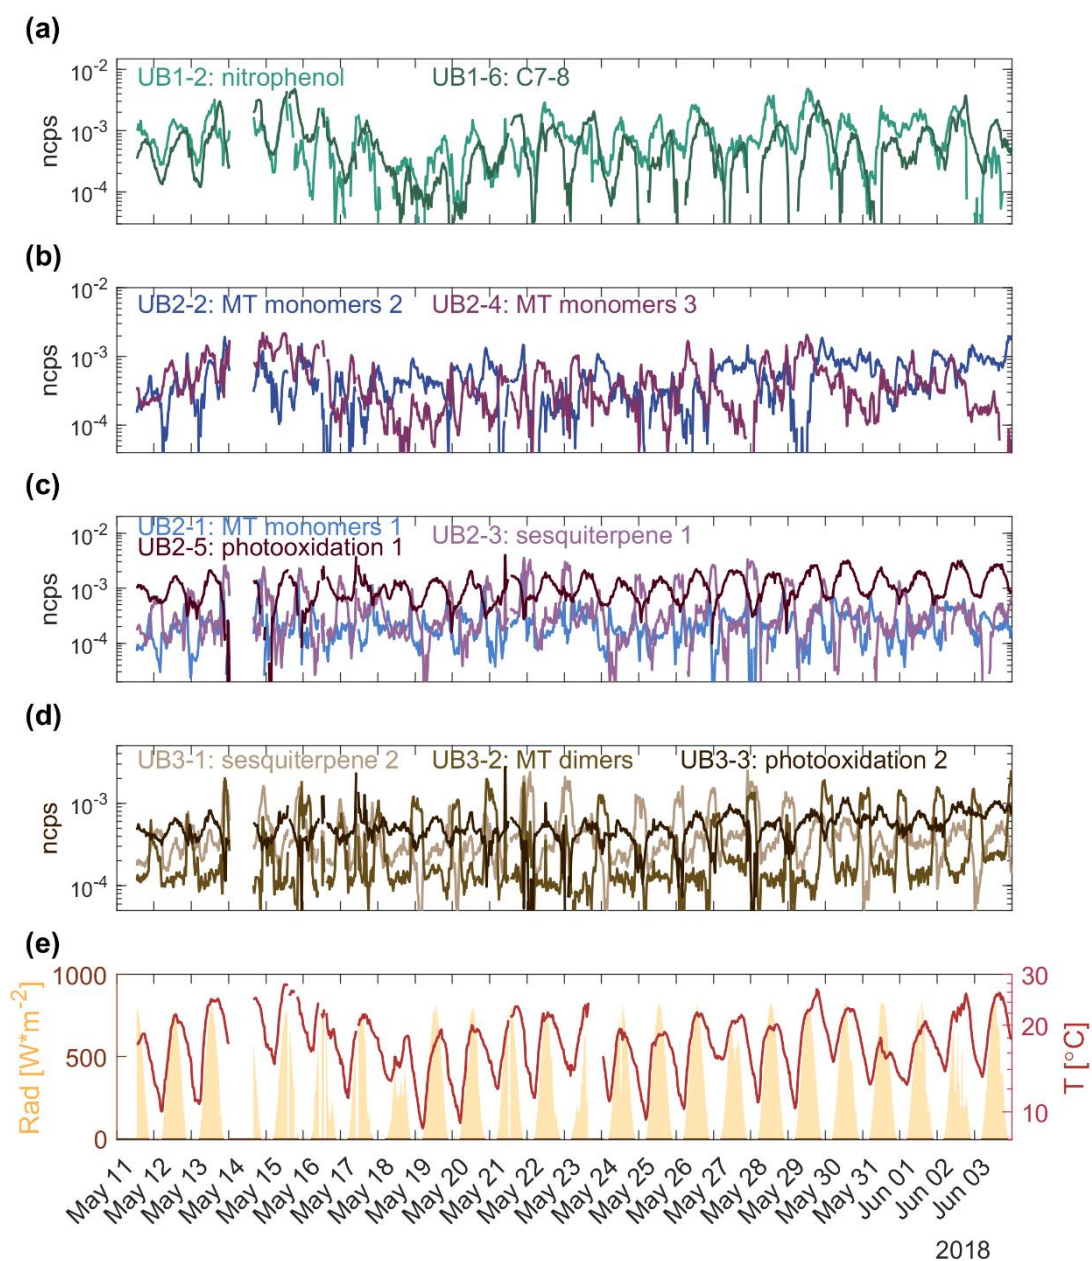 (a)
10⁻²
UB1-2: nitrophenol UB1-6: C7-8
10⁻³
ncps
10⁻⁴
(b)
10⁻²
UB2-2: MT monomers 2 UB2-4: MT monomers 3
10⁻³
ncps
10⁻⁴
(c)
UB2-1: MT monomers 1
10⁻²
UB2-3: sesquiterpene 1
UB2-5: photooxidation 1
10⁻³
ncps
10⁻⁴
(d)
UB3-1: sesquiterpene 2 UB3-2: MT dimers UB3-3: photooxidation 2
10⁻³
ncps
10⁻⁴
(e)
1000 30
20
500
10
0
Rad [W*m⁻²]
T [°C]
May 11 May 12 May 13 May 14 May 15 May 16 May 17 May 18 May 19 May 20 May 21 May 22 May 23 May 24 May 25 May 26 May 27 May 28 May 29 May 30 May 31 Jun 01 Jun 02 Jun 03
2018